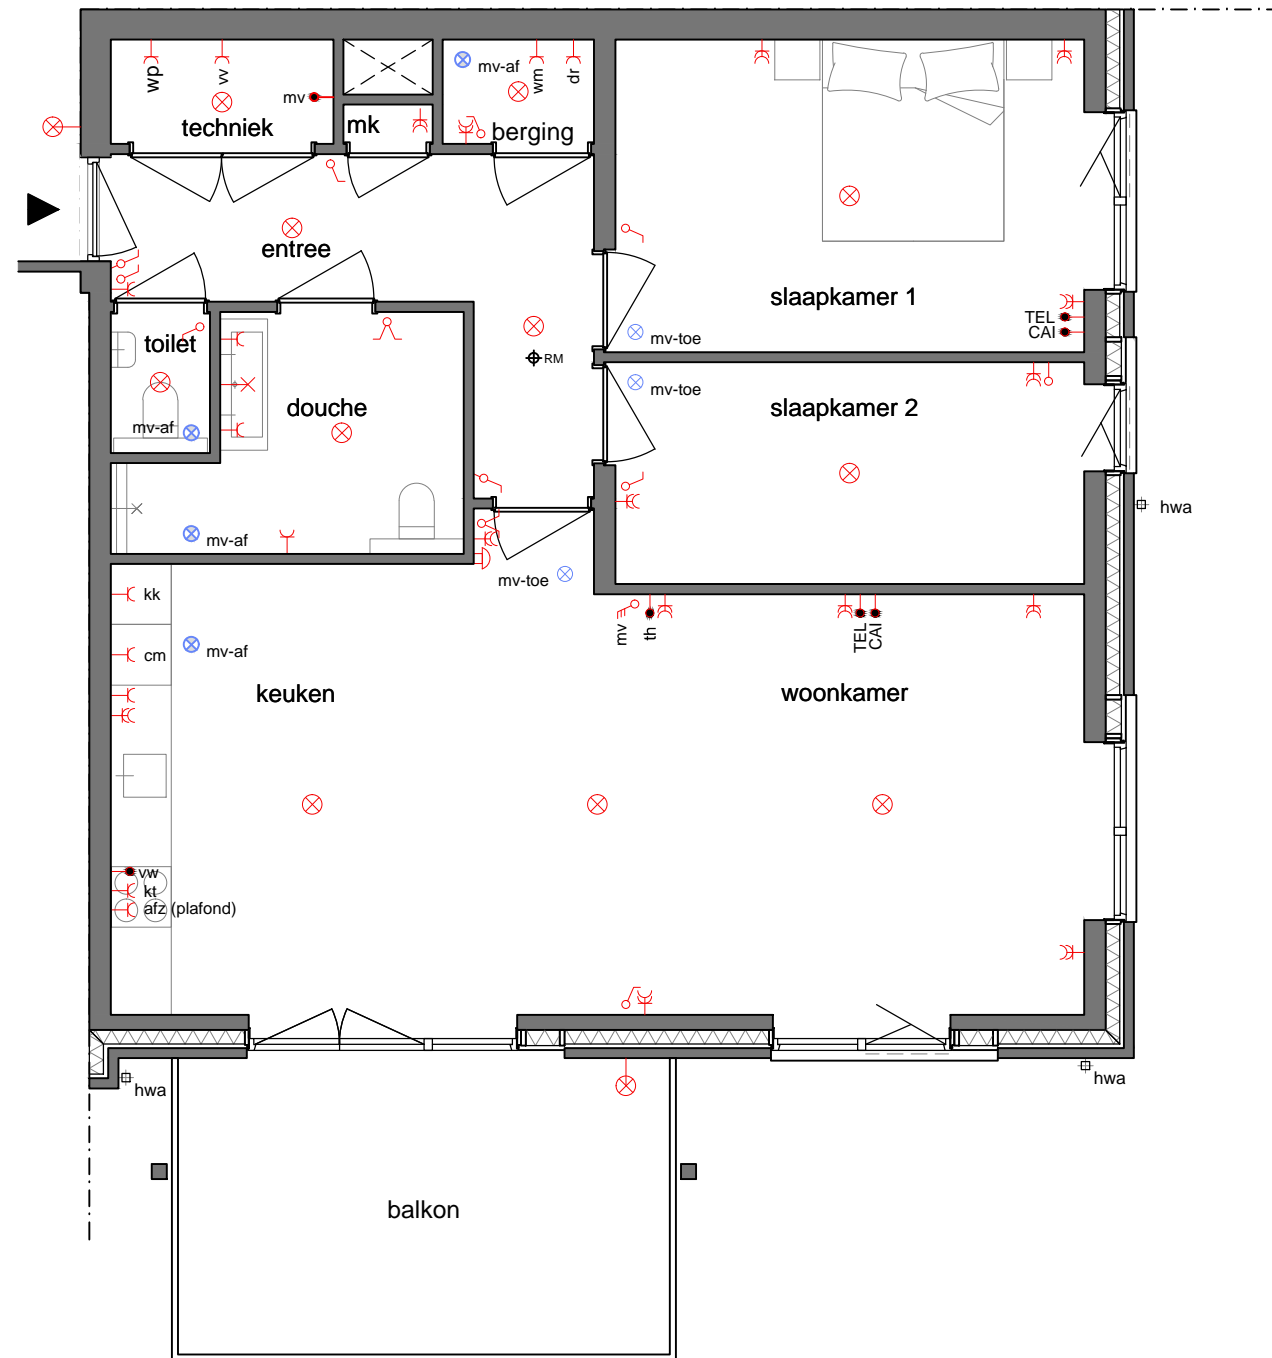 wp
vv
mv
techniek
mk
mv-af
wm
dr
berging
entree
slaapkamer 1
TEL
CAI
mv-toe
toilet
RM
douche
mv-af
mv-toe
slaapkamer 2
hwa
mv-af
mv-toe
kk
cm
mv-af
mv
th
TEL
CAI
keuken
woonkamer
vw
kt
afz (plafond)
hwa
hwa
balkon